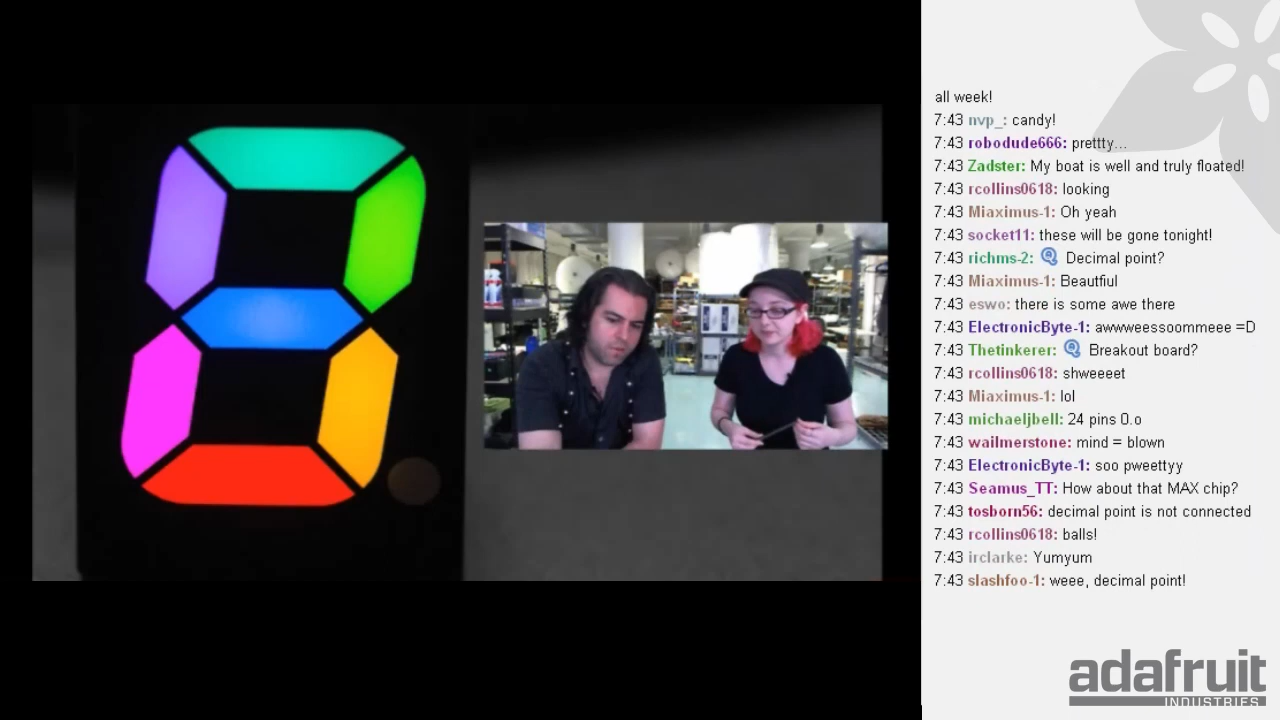 all week!
7:43 nvp_: candy!
7:43 robodude666: prettty...
7:43 Zadster: My boat is well and truly floated!
7:43 rcollins0618: looking
7:43 Miaximus-1: Oh yeah
7:43 socket11: these will be gone tonight!
7:43 richms-2: Decimal point?
7:43 Miaximus-1: Beautfiul
7:43 eswo: there is some awe there
7:43 ElectronicByte-1: awwweessoommeee =D
7:43 Thetinkerer: Breakout board?
7:43 rcollins0618: shweeeet
7:43 Miaximus-1: lol
7:43 michaeljbell: 24 pins 0.o
7:43 wailmerstone: mind = blown
7:43 ElectronicByte-1: soo pweettyy
7:43 Seamus_TT: How about that MAX chip?
7:43 tosborn56: decimal point is not connected
7:43 rcollins0618: balls!
7:43 irclarke: Yumyum
7:43 slashfoo-1: weee, decimal point!
adafruit
INDUSTRIES